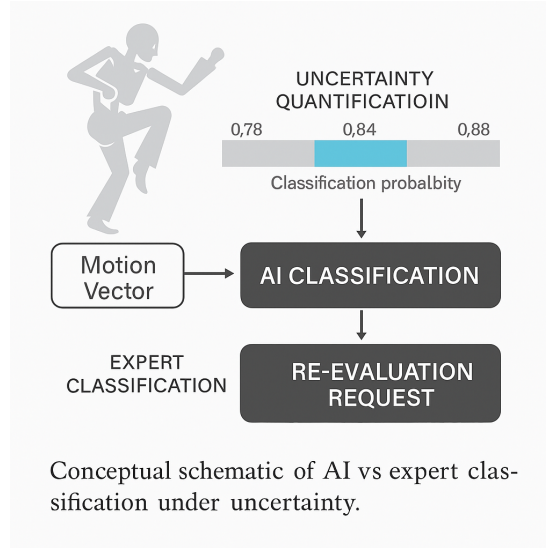 UNCERTAINTY
QUANTIFICATIOIN
0,78 0,84 0,88
Classification probalbity
Motion
Vector
AI CLASSIFICATION
EXPERT
CLASSIFICATION
RE-EVALUATION
REQUEST
Conceptual schematic of AI vs expert clas-
sification under uncertainty.